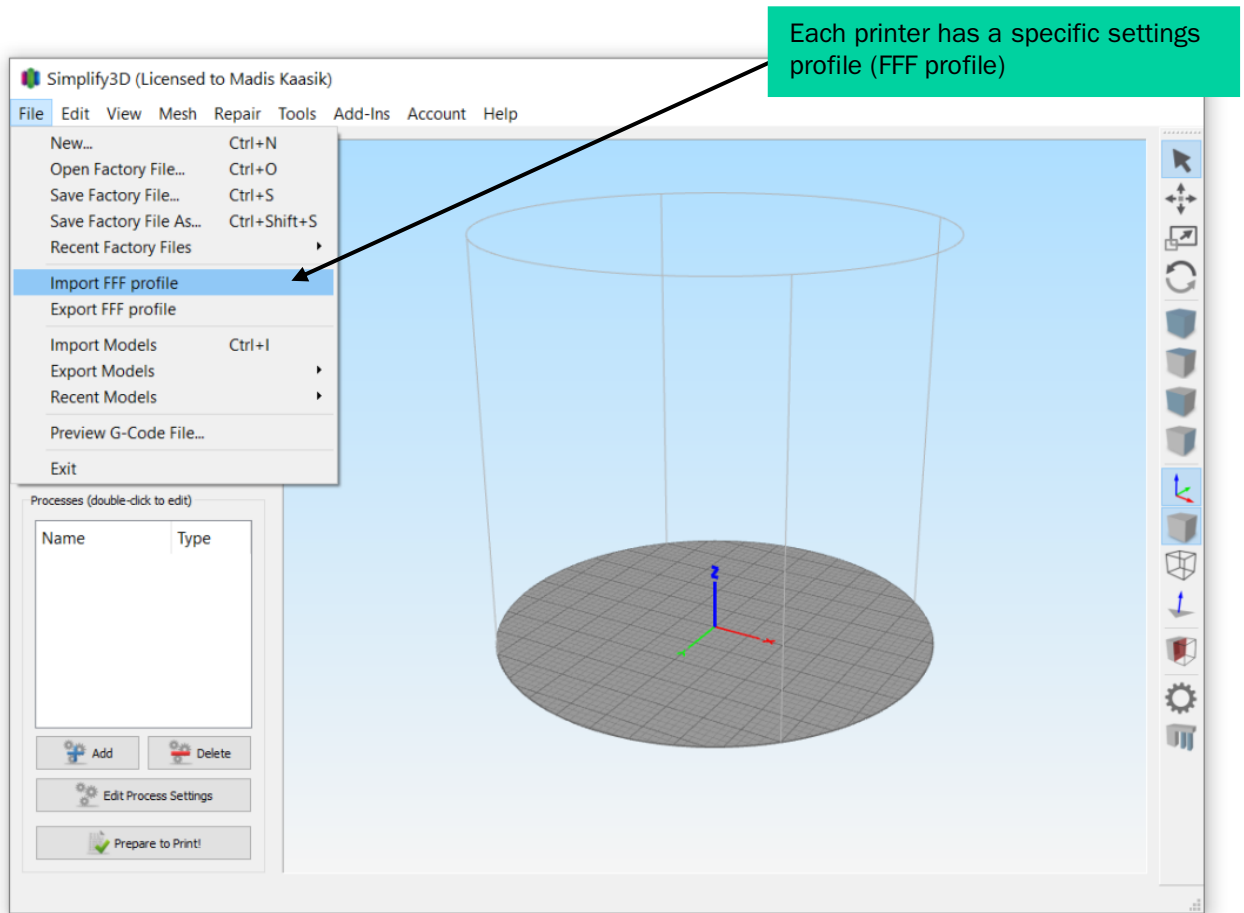 Each printer has a specific settings
profile (FFF profile)
Simplify3D (Licensed to Madis Kaasik)
File Edit View Mesh Repair Tools Add-Ins Account Help
New... Ctrl+N
Open Factory File... Ctrl+O
Save Factory File... Ctrl+S
Save Factory File As... Ctrl+Shift+S
Recent Factory Files
Import FFF profile
Export FFF profile
Import Models Ctrl+I
Export Models
Recent Models
Preview G-Code File...
Exit
Processes (double-click to edit)
Name Type
Add Delete
Edit Process Settings
Prepare to Print!
z
x